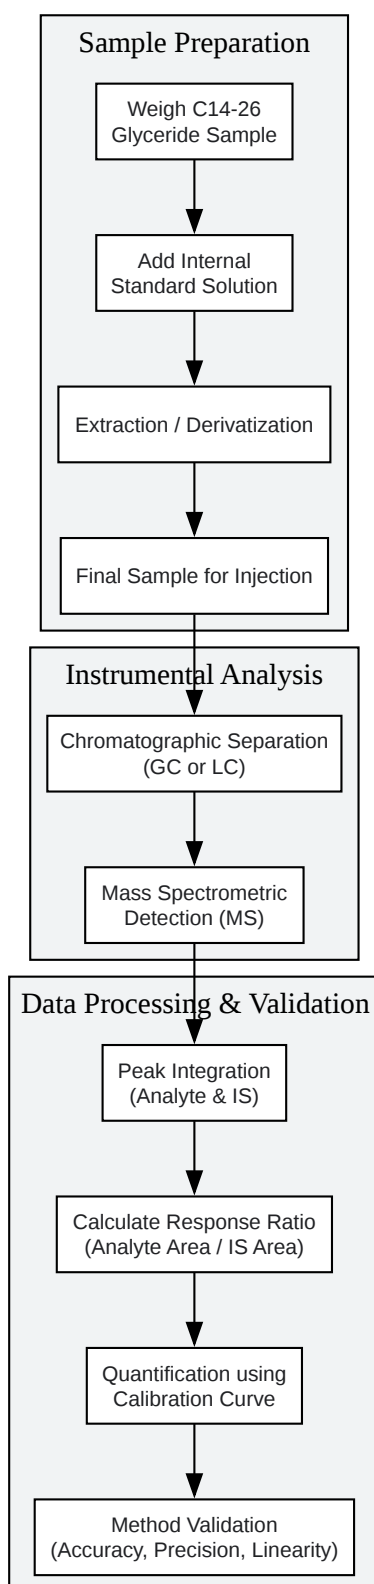 Sample Preparation
Weigh C14-26
Glyceride Sample
Add Internal
Standard Solution
Extraction / Derivatization
Final Sample for Injection
Instrumental Analysis
Chromatographic Separation
(GC or LC)
Mass Spectrometric
Detection (MS)
Data Processing & Validation
Peak Integration
(Analyte & IS)
Calculate Response Ratio
(Analyte Area / IS Area)
Quantification using
Calibration Curve
Method Validation
(Accuracy, Precision, Linearity)